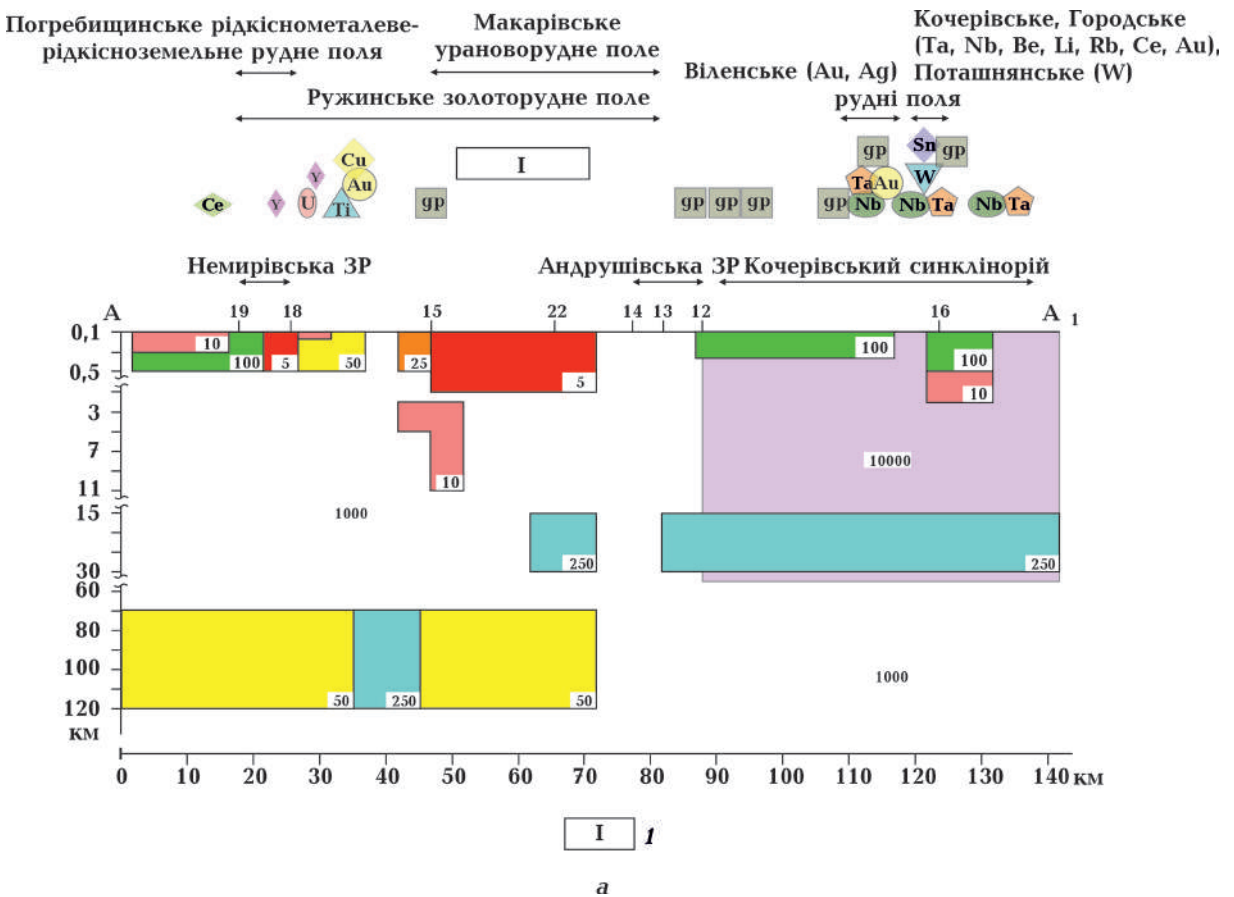 Погребищинське рідкіснометалеве-
рідкісноземельне рудне поля
Макарівське
урановорудне поле
Кочерівське, Городське
(Ta, Nb, Be, Li, Rb, Ce, Au),
Поташнянське (W)
Віленське (Au, Ag)
рудні поля
Ружинське золоторудне поле
Cu
I
gp
Sn
gp
Y
Au
Ta
Au
W
Ce
Y
U
Ti
gp
gp
gp
gp
gp
Nb
Nb
Ta
Nb
Ta
Немирівська ЗР
Андрушівська ЗР
Кочерівський синклінорій
A
19
18
15
22
14
13
12
16
A 1
0,1
10
100
5
50
25
5
100
100
0,5
10
3
7
10
10000
11
1000
15
250
250
30
60
80
100
1000
50
250
50
120
км
0 10 20 30 40 50 60 70 80 90 100 110 120 130 140 км
I 1
а